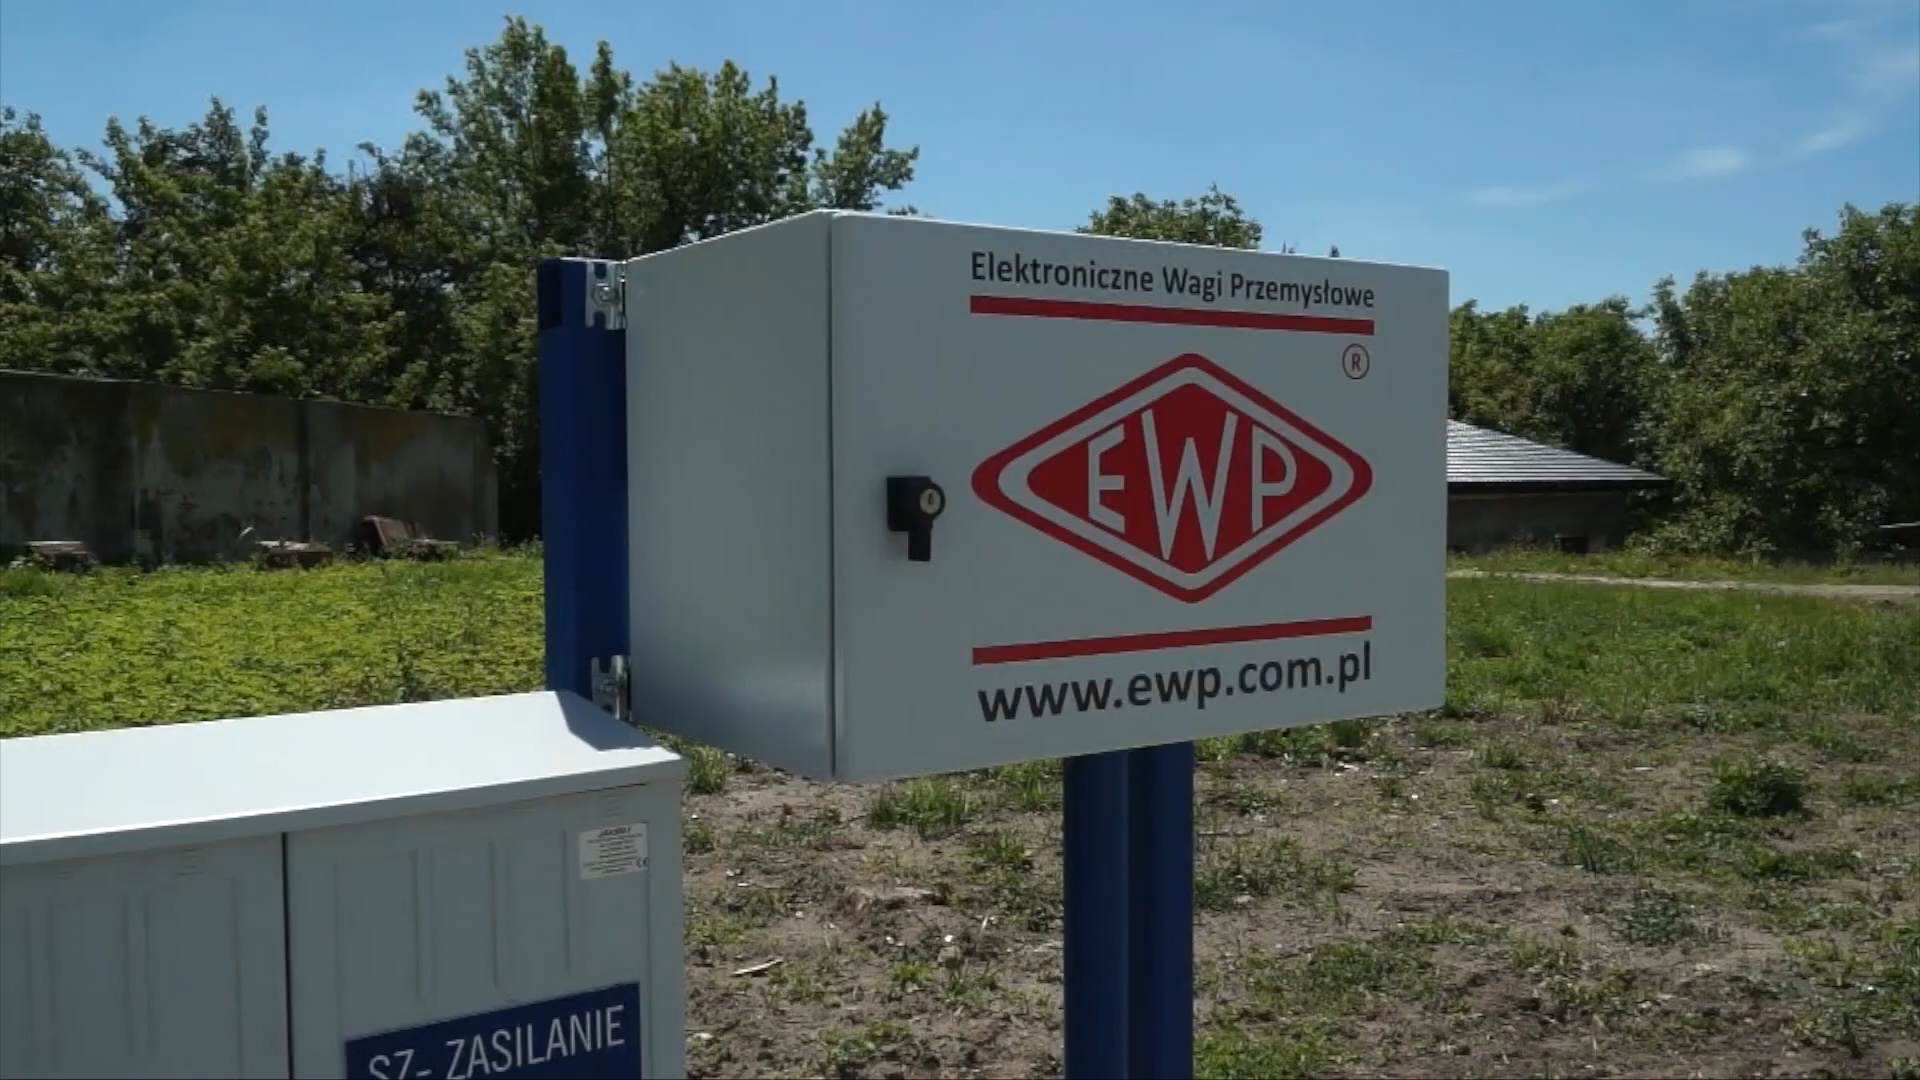 Elektroniczne Wagi Przemysłowe
®
EWP
www.ewp.com.pl
SZ- ZASILANIE